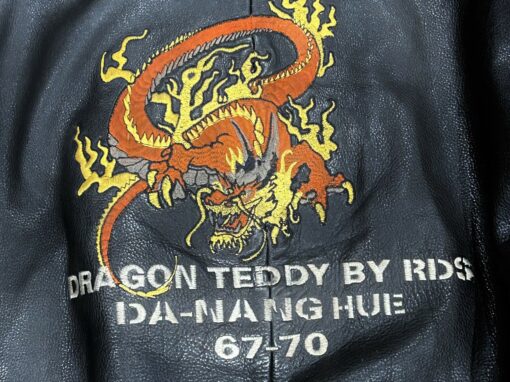 DRAGON TEDDY BY RDS
DA-NANG HUE
67-70